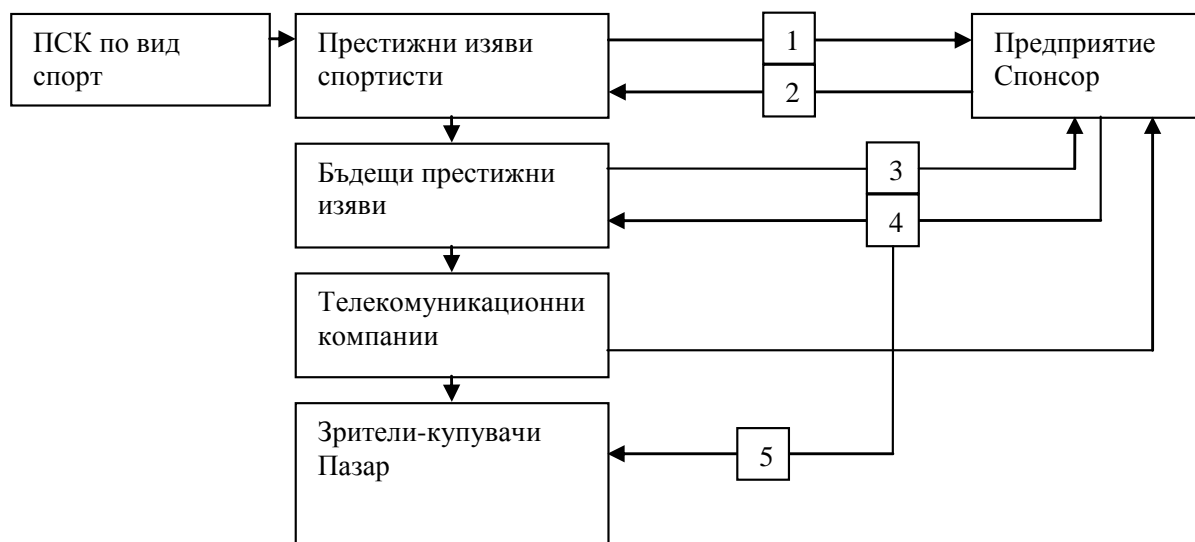 ПСК по вид
спорт
Престижни изяви
спортисти
1
2
Предприятие
Спонсор
Бъдещи престижни
изяви
3
4
Телекомуникационни
компании
Зрители-купувачи
Пазар
5